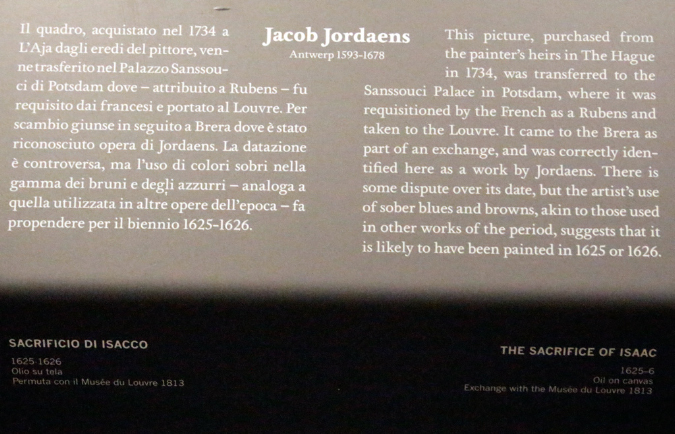 Il quadro, acquistato nel 1734 a
L'Aja dagli eredi del pittore, ven-
ne trasferito nel Palazzo Sanssou-
ci di Potsdam dove – attribuito a Rubens – fu
requisito dai francesi e portato al Louvre. Per
scambio giunse in seguito a Brera dove è stato
riconosciuto opera di Jordaens. La datazione
è controversa, ma l'uso di colori sobri nella
gamma dei bruni e degli azzurri – analoga a
quella utilizzata in altre opere dell'epoca – fa
propendere per il biennio 1625-1626.
Jacob Jordaens
Antwerp 1593-1678
This picture, purchased from
the painter's heirs in The Hague
in 1734, was transferred to the
Sanssouci Palace in Potsdam, where it was
requisitioned by the French as a Rubens and
taken to the Louvre. It came to the Brera as
part of an exchange, and was correctly iden-
tified here as a work by Jordaens. There is
some dispute over its date, but the artist's use
of sober blues and browns, akin to those used
in other works of the period, suggests that it
is likely to have been painted in 1625 or 1626.
SACRIFICIO DI ISACCO
1625-1626
Olio su tela
Permuta con il Musée du Louvre 1813
THE SACRIFICE OF ISAAC
1625–6
Oil on canvas
Exchange with the Musée du Louvre 1813